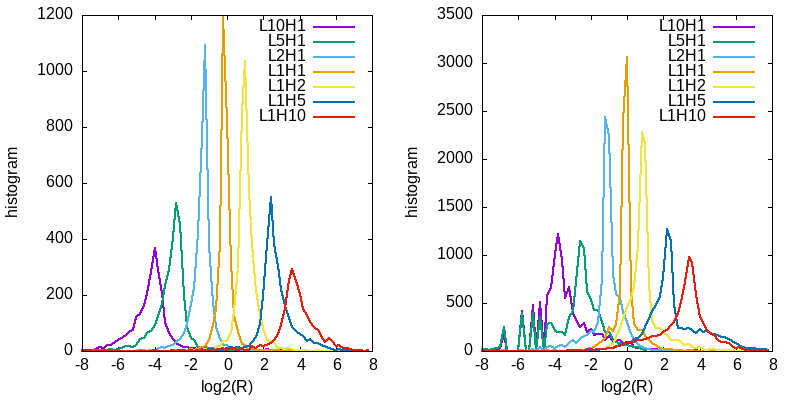 1200
1000
800
600
400
200
0
histogram
-8 -6 -4 -2 0 2 4 6 8
log2(R)
L10H1
L5H1
L2H1
L1H1
L1H2
L1H5
L1H10
3500
3000
2500
2000
1500
1000
500
0
histogram
-8 -6 -4 -2 0 2 4 6 8
log2(R)
L10H1
L5H1
L2H1
L1H1
L1H2
L1H5
L1H10